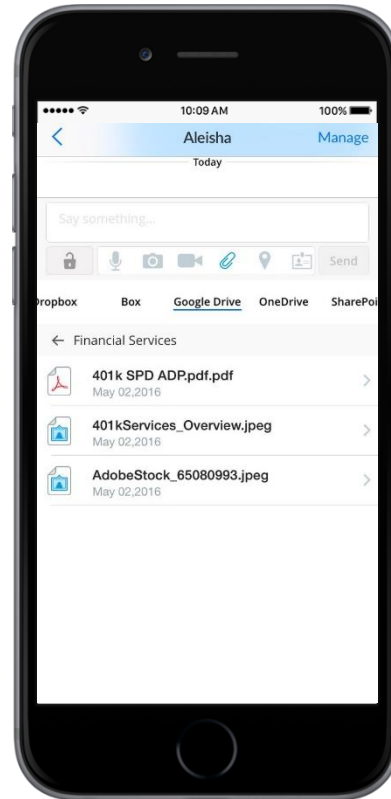 10:09 AM 100%
Aleisha Manage
Today
Say something...
Send
Dropbox Box Google Drive OneDrive SharePoi
← Financial Services
401k SPD ADP.pdf.pdf
May 02,2016
401kServices_Overview.jpeg
May 02,2016
AdobeStock_65080993.jpeg
May 02,2016